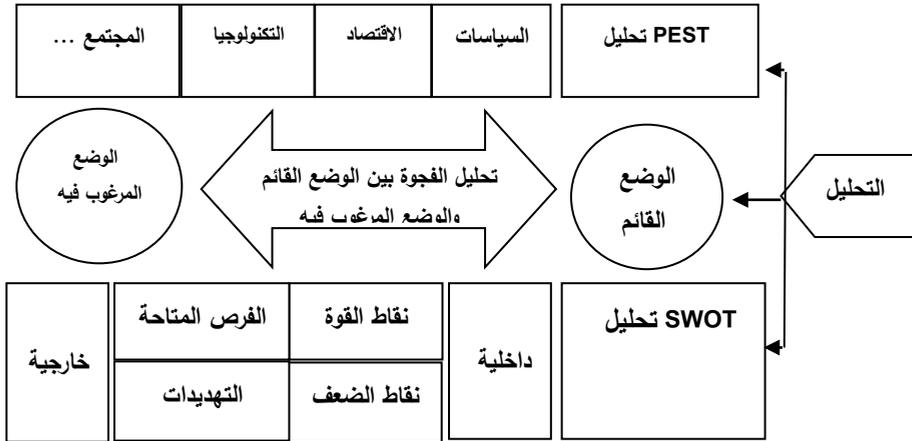 PEST تحليل
السياسات
الاقتصاد
التكنولوجيا
المجتمع ...
التحليل
الوضع
القائم
تحليل الفجوة بين الوضع القائم
والوضع المرغوب فيه
الوضع
المرغوب فيه
SWOT تحليل
داخلية
نقاط القوة
الفرص المتاحة
خارجية
نقاط الضعف
التهديدات